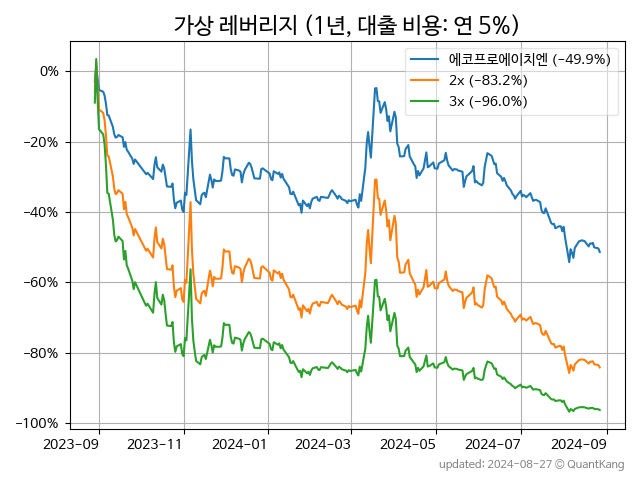 가상 레버리지 (1년, 대출 비용: 연 5%)
에코프로에이치엔 (−49.9%)
2x (−83.2%)
3x (−96.0%)
0%
−20%
−40%
−60%
−80%
−100%
2023-09 2023-11 2024-01 2024-03 2024-05 2024-07 2024-09
updated: 2024-08-27 © QuantKang